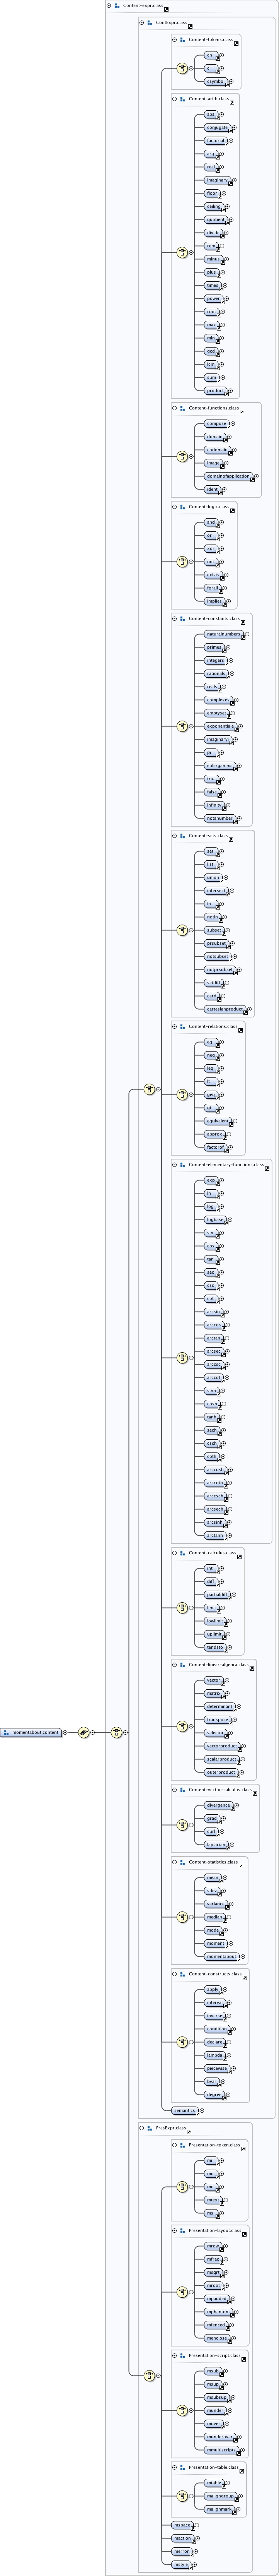 Content-expr.class
ContExpr.class
Content-tokens.class
cn
ci
csymbol
Content-arith.class
abs
conjugate
factorial
arg
real
imaginary
floor
ceiling
quotient
divide
rem
minus
plus
times
power
root
max
min
gcd
lcm
sum
product
Content-functions.class
compose
domain
codomain
image
domainofapplication
ident
Content-logic.class
and
or
xor
not
exists
forall
implies
Content-constants.class
naturalnumbers
primes
integers
rationals
reals
complexes
emptyset
exponentiale
imaginaryi
pi
eulergamma
true
false
infinity
notanumber
Content-sets.class
set
list
union
intersect
in
notin
subset
prsubset
notsubset
notprsubset
setdiff
card
cartesianproduct
Content-relations.class
eq
neq
leq
lt
geq
gt
equivalent
approx
factorof
Content-elementary-functions.class
exp
ln
log
logbase
sin
cos
tan
sec
csc
cot
arcsin
arccos
arctan
arcsec
arccsc
arccot
sinh
cosh
tanh
sech
csch
coth
arccosh
arccoth
arccsch
arcsech
arcsinh
arctanh
Content-calculus.class
int
diff
partialdiff
limit
lowlimit
uplimit
tendsto
Content-linear-algebra.class
vector
matrix
determinant
transpose
selector
vectorproduct
scalarproduct
outerproduct
momentabout.content
Content-vector-calculus.class
divergence
grad
curl
laplacian
Content-statistics.class
mean
sdev
variance
median
mode
moment
momentabout
Content-constructs.class
apply
interval
inverse
condition
declare
lambda
piecewise
bvar
degree
semantics
PresExpr.class
Presentation-token.class
mi
mo
mn
mtext
ms
Presentation-layout.class
mrow
mfrac
msqrt
mroot
mpadded
mphantom
mfenced
menclose
Presentation-script.class
msub
msup
msubsup
munder
mover
munderover
mmultiscripts
Presentation-table.class
mtable
maligngroup
malignmark
mspace
maction
merror
mstyle